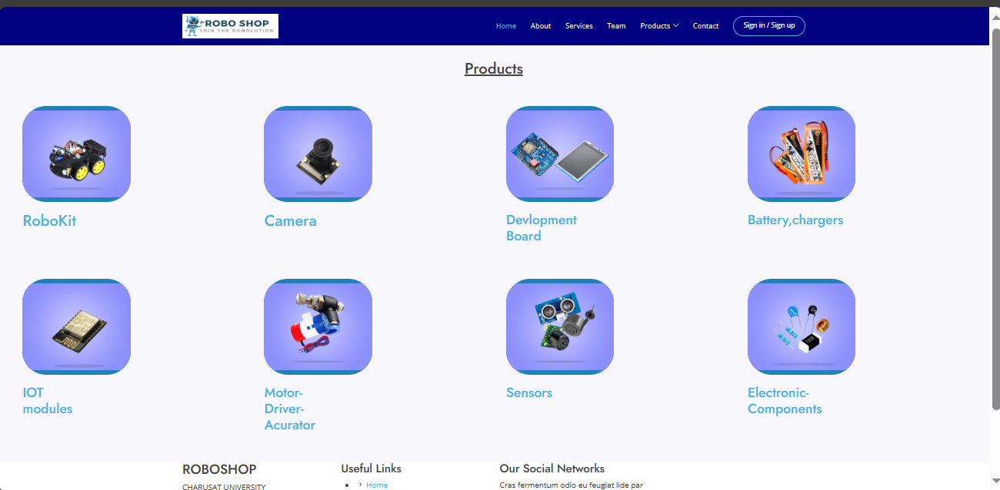 ROBO SHOP
JOIN THE ROBOLUTION
Home About Services Team Products Contact Sign in / Sign up
Products
RoboKit
Camera
Devlopment
Board
Battery,chargers
IOT
modules
Motor-
Driver-
Acurator
Sensors
Electronic-
Components
ROBOSHOP
CHARUSAT UNIVERSITY
Useful Links
Home
Our Social Networks
Cras fermentum odio eu feugiat lide par